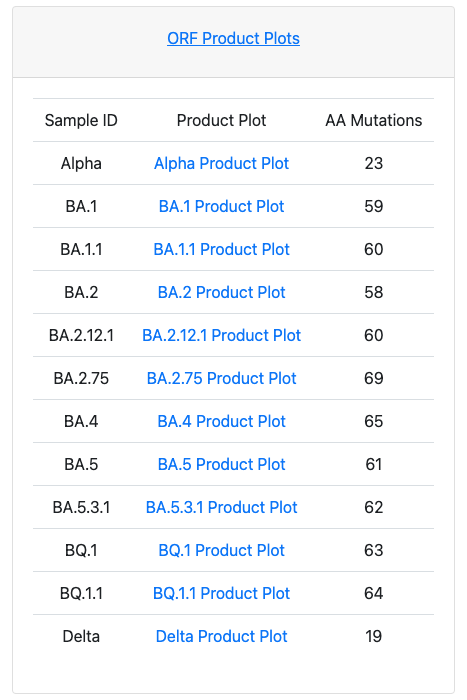 ORF Product Plots
Sample ID Product Plot AA Mutations
Alpha Alpha Product Plot 23
BA.1 BA.1 Product Plot 59
BA.1.1 BA.1.1 Product Plot 60
BA.2 BA.2 Product Plot 58
BA.2.12.1 BA.2.12.1 Product Plot 60
BA.2.75 BA.2.75 Product Plot 69
BA.4 BA.4 Product Plot 65
BA.5 BA.5 Product Plot 61
BA.5.3.1 BA.5.3.1 Product Plot 62
BQ.1 BQ.1 Product Plot 63
BQ.1.1 BQ.1.1 Product Plot 64
Delta Delta Product Plot 19